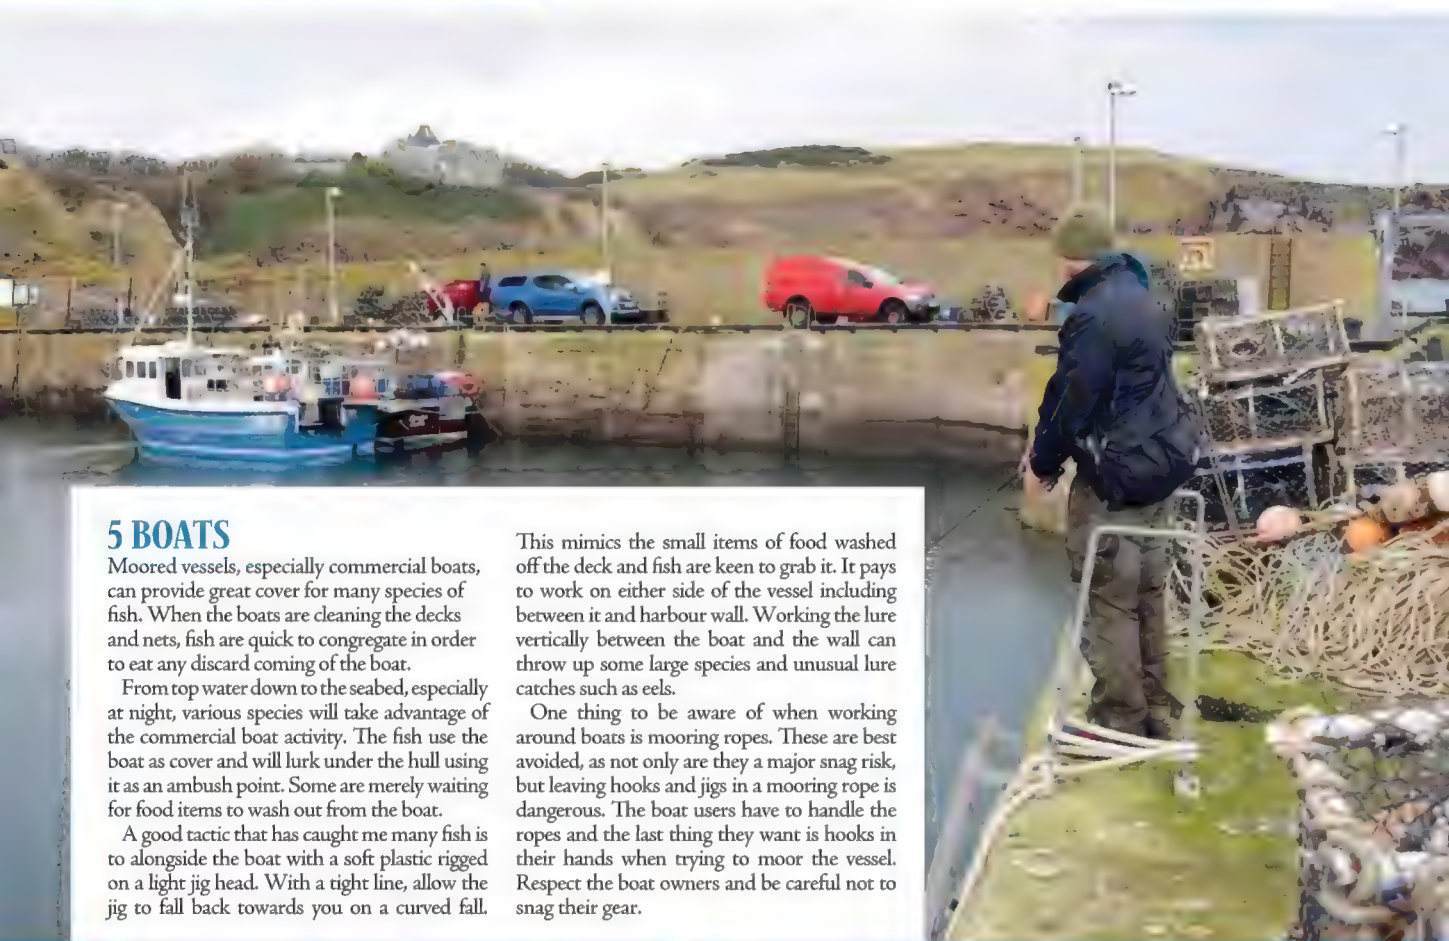 5 BOATS
Moored vessels, especially commercial boats,
can provide great cover for many species of
fish. When the boats are cleaning the decks
and nets, fish are quick to congregate in order
to eat any discard coming of the boat.
From top water down to the seabed, especially
at night, various species will take advantage of
the commercial boat activity. The fish use the
boat as cover and will lurk under the hull using
it as an ambush point. Some are merely waiting
for food items to wash out from the boat.
A good tactic that has caught me many fish is
to alongside the boat with a soft plastic rigged
on a light jig head. With a tight line, allow the
jig to fall back towards you on a curved fall.
This mimics the small items of food washed
off the deck and fish are keen to grab it. It pays
to work on either side of the vessel including
between it and harbour wall. Working the lure
vertically between the boat and the wall can
throw up some large species and unusual lure
catches such as eels.
One thing to be aware of when working
around boats is mooring ropes. These are best
avoided, as not only are they a major snag risk,
but leaving hooks and jigs in a mooring rope is
dangerous. The boat users have to handle the
ropes and the last thing they want is hooks in
their hands when trying to moor the vessel.
Respect the boat owners and be careful not to
snag their gear.